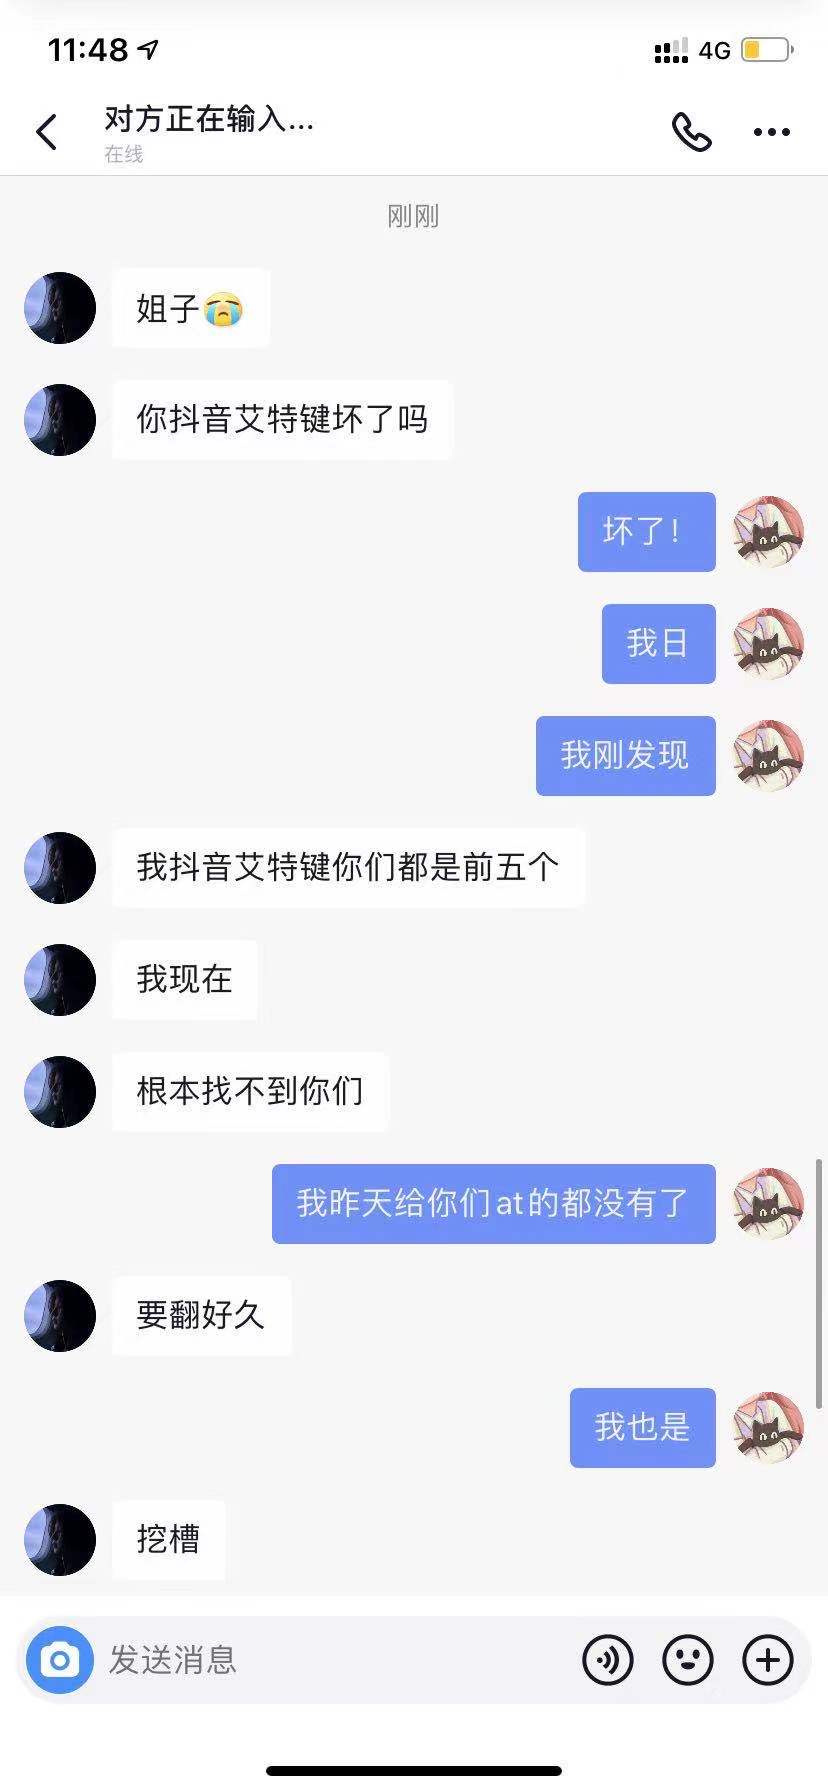 11:48
4G
对方正在输入...
在线
刚刚
姐子😭
你抖音艾特键坏了吗
坏了！
我日
我刚发现
我抖音艾特键你们都是前五个
我现在
根本找不到你们
我昨天给你们at的都没有了
要翻好久
我也是
挖槽
发送消息